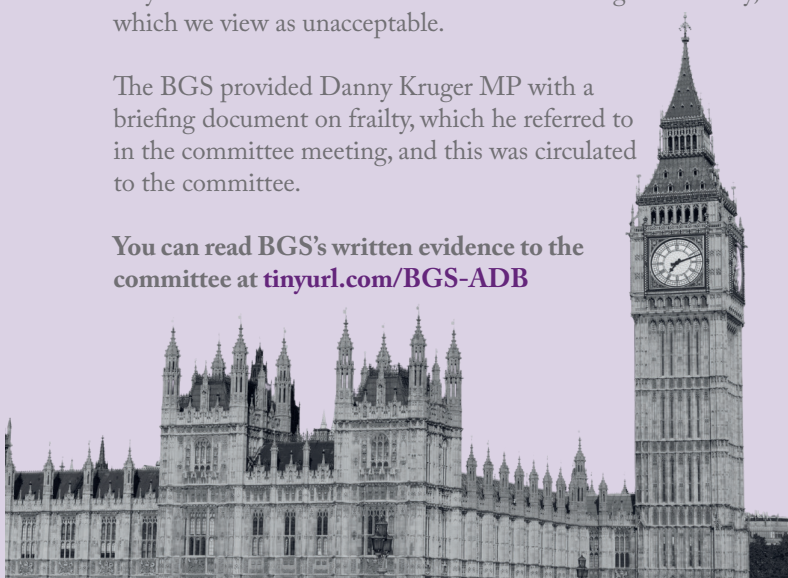 which we view as unacceptable.
The BGS provided Danny Kruger MP with a
briefing document on frailty, which he referred to
in the committee meeting, and this was circulated
to the committee.
You can read BGS’s written evidence to the
committee at tinyurl.com/BGS-ADB